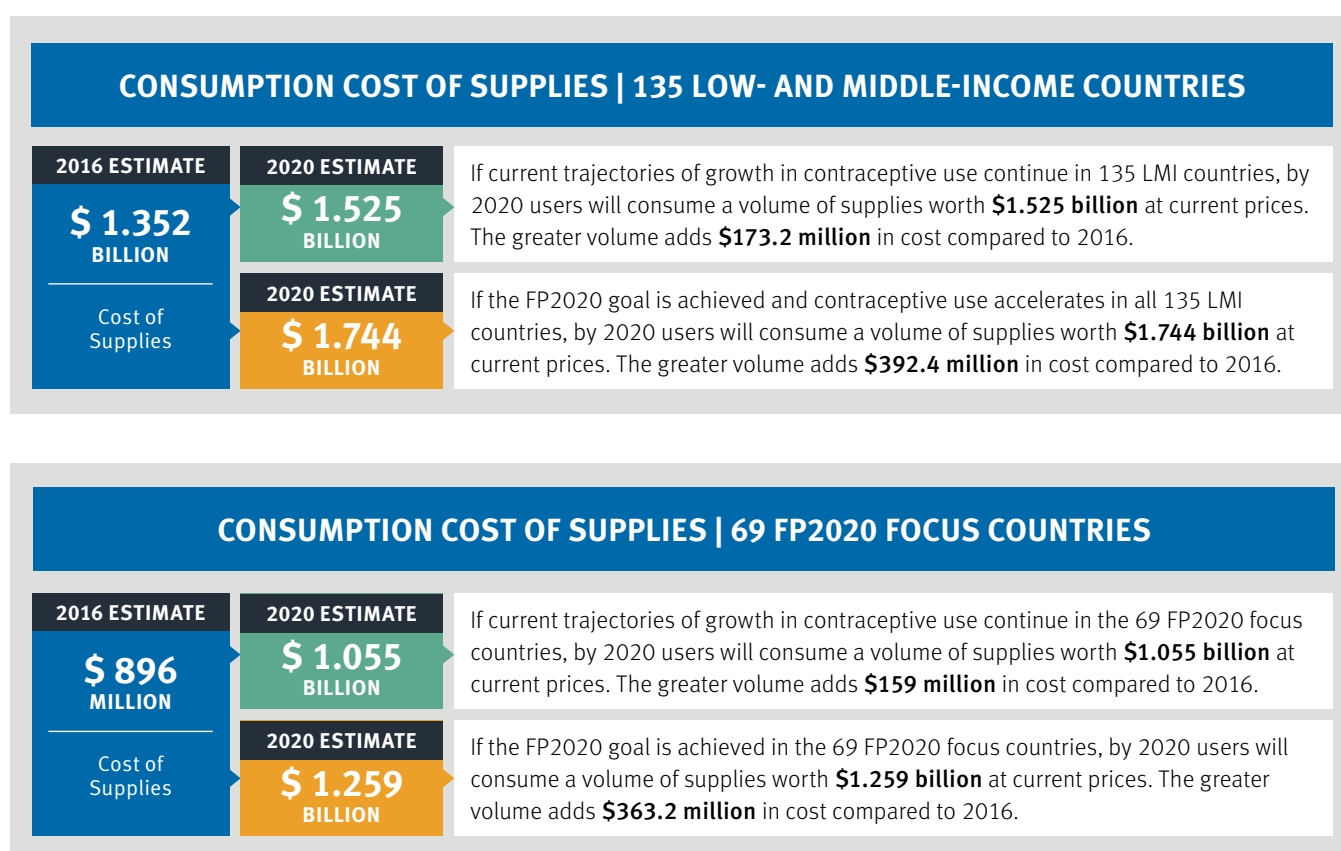 CONSUMPTION COST OF SUPPLIES | 135 LOW- AND MIDDLE-INCOME COUNTRIES
2016 ESTIMATE
$ 1.352
BILLION
Cost of
Supplies
2020 ESTIMATE
$ 1.525
BILLION
If current trajectories of growth in contraceptive use continue in 135 LMI countries, by
2020 users will consume a volume of supplies worth $1.525 billion at current prices.
The greater volume adds $173.2 million in cost compared to 2016.
2020 ESTIMATE
$ 1.744
BILLION
If the FP2020 goal is achieved and contraceptive use accelerates in all 135 LMI
countries, by 2020 users will consume a volume of supplies worth $1.744 billion at
current prices. The greater volume adds $392.4 million in cost compared to 2016.
CONSUMPTION COST OF SUPPLIES | 69 FP2020 FOCUS COUNTRIES
2016 ESTIMATE
$ 896
MILLION
Cost of
Supplies
2020 ESTIMATE
$ 1.055
BILLION
If current trajectories of growth in contraceptive use continue in the 69 FP2020 focus
countries, by 2020 users will consume a volume of supplies worth $1.055 billion at
current prices. The greater volume adds $159 million in cost compared to 2016.
2020 ESTIMATE
$ 1.259
BILLION
If the FP2020 goal is achieved in the 69 FP2020 focus countries, by 2020 users will
consume a volume of supplies worth $1.259 billion at current prices. The greater
volume adds $363.2 million in cost compared to 2016.